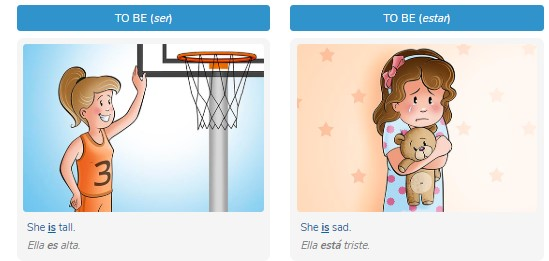 TO BE (ser)
3
She is tall.
Ella es alta.
TO BE (estar)
She is sad.
Ella está triste.